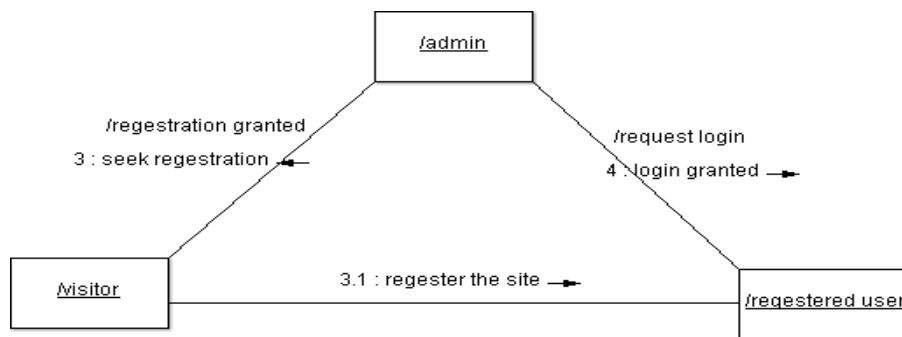 /admin
/regestration granted
3 : seek regestration
/request login
4 : login granted
/visitor
3.1 : regester the site
/regestered user